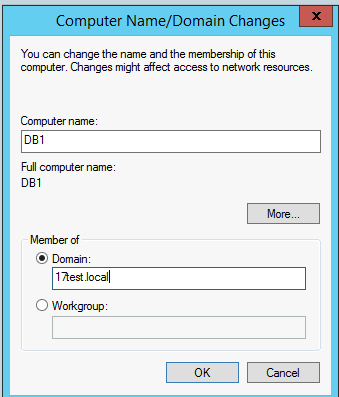 Computer Name/Domain Changes
x
You can change the name and the membership of this
computer. Changes might affect access to network resources.
Computer name:
DB1
Full computer name:
DB1
More...
Member of
Domain:
17test.local
Workgroup:
OK
Cancel